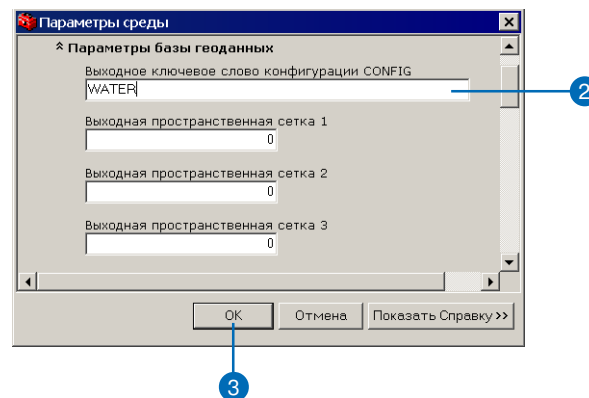 Параметры среды
Параметры базы геоданных
Выходное ключевое слово конфигурации CONFIG
WATER
2
Выходная пространственная сетка 1
0
Выходная пространственная сетка 2
0
Выходная пространственная сетка 3
0
OK Отмена Показать Справку >>
3